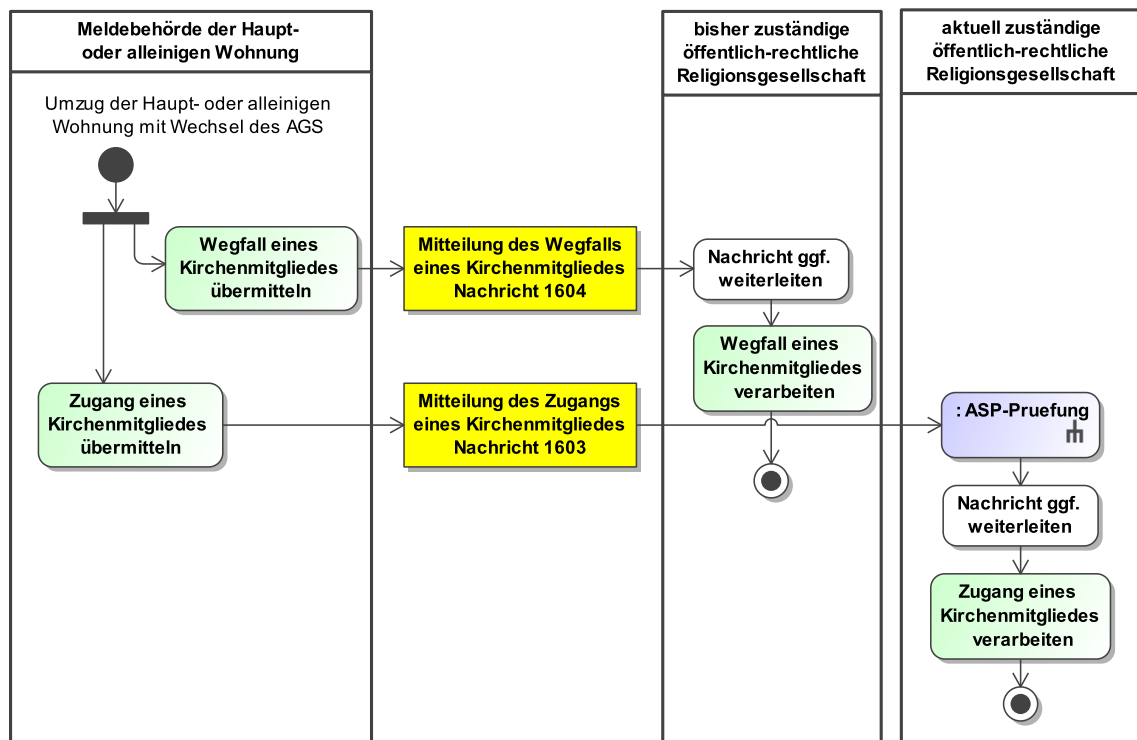 Meldebehörde der Haupt-
oder alleinigen Wohnung
bisher zuständige
öffentlich-rechtliche
Religionsgesellschaft
aktuell zuständige
öffentlich-rechtliche
Religionsgesellschaft
Umzug der Haupt- oder alleinigen
Wohnung mit Wechsel des AGS
Wegfall eines
Kirchenmitgliedes
übermitteln
Mitteilung des Wegfalls
eines Kirchenmitgliedes
Nachricht 1604
Nachricht ggf.
weiterleiten
Wegfall eines
Kirchenmitgliedes
verarbeiten
Zugang eines
Kirchenmitgliedes
übermitteln
Mitteilung des Zugangs
eines Kirchenmitgliedes
Nachricht 1603
: ASP-Pruefung
Nachricht ggf.
weiterleiten
Zugang eines
Kirchenmitgliedes
verarbeiten